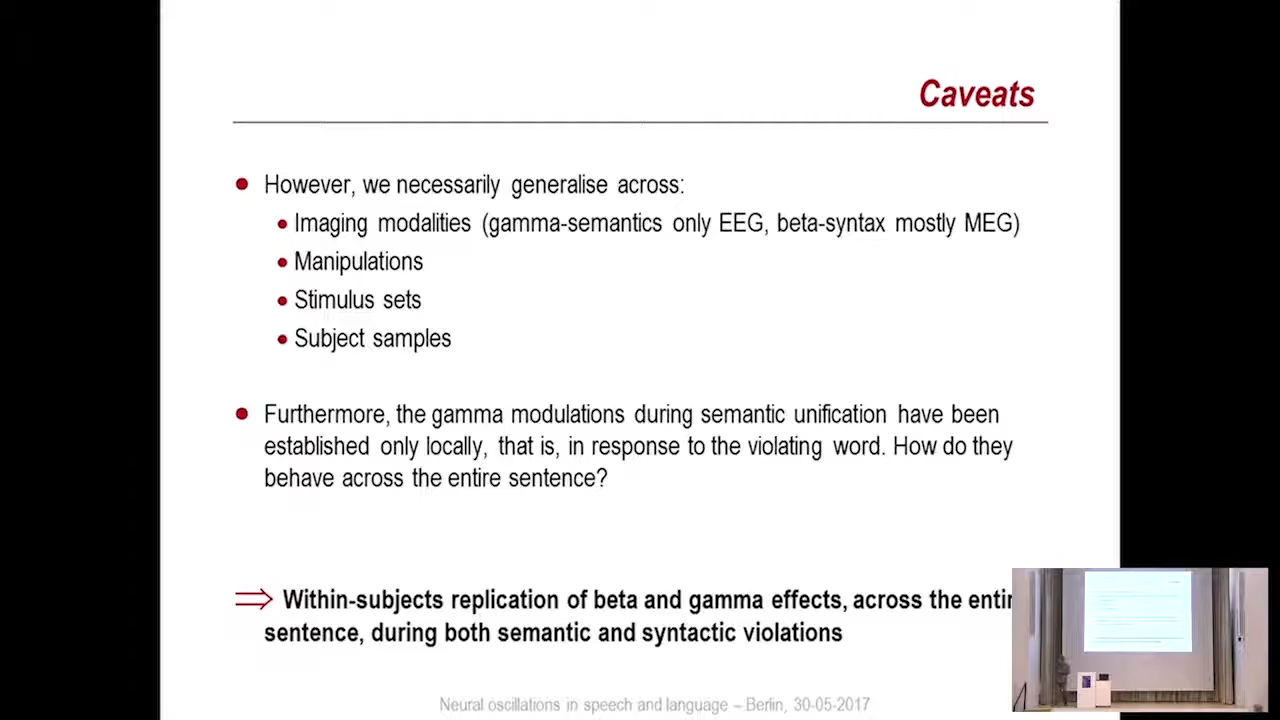 Caveats
However, we necessarily generalise across:
Imaging modalities (gamma-semantics only EEG, beta-syntax mostly MEG)
Manipulations
Stimulus sets
Subject samples
Furthermore, the gamma modulations during semantic unification have been
established only locally, that is, in response to the violating word. How do they
behave across the entire sentence?
⇒ Within-subjects replication of beta and gamma effects, across the
sentence, during both semantic and syntactic violations
Neural oscillations in speech and language – Berlin, 30-05-2017